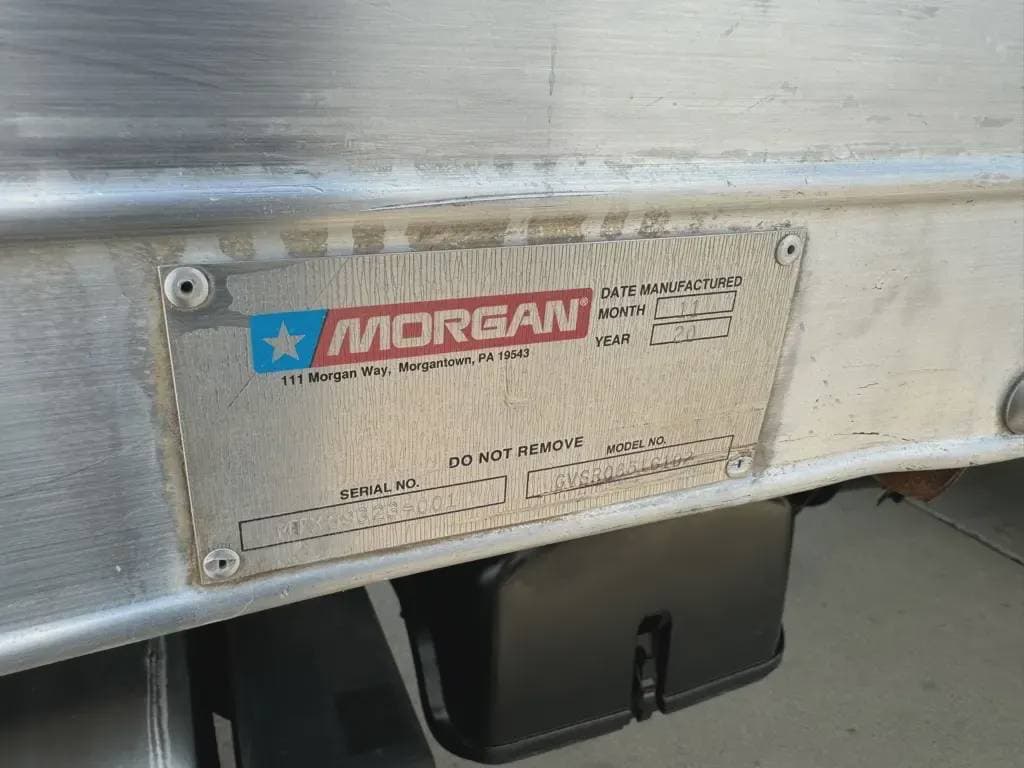 MORGAN®
111 Morgan Way, Morgantown, PA 19543
DATE MANUFACTURED
MONTH 11
YEAR 20
DO NOT REMOVE
SERIAL NO.
MODEL NO.